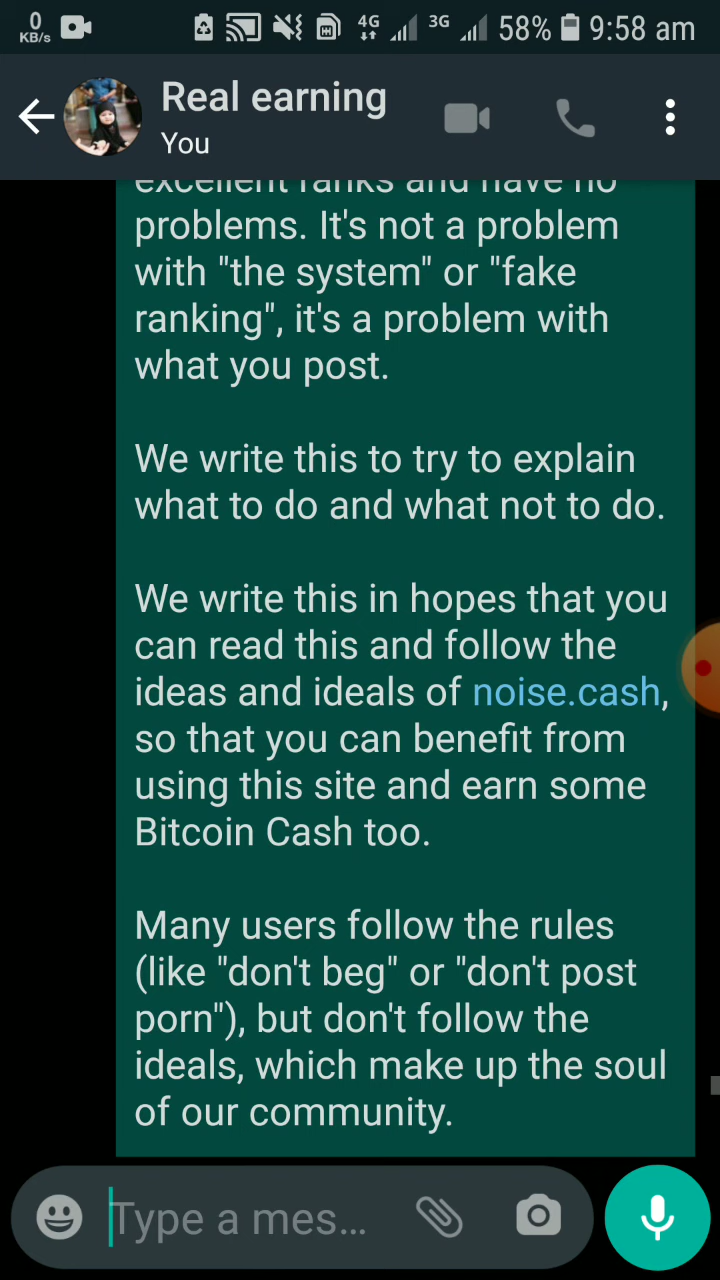 0
KB/s
4G 3G 58% 9:58 am
Real earning
You
excellent ranks and have no
problems. It's not a problem
with "the system" or "fake
ranking", it's a problem with
what you post.
We write this to try to explain
what to do and what not to do.
We write this in hopes that you
can read this and follow the
ideas and ideals of noise.cash,
so that you can benefit from
using this site and earn some
Bitcoin Cash too.
Many users follow the rules
(like "don't beg" or "don't post
porn"), but don't follow the
ideals, which make up the soul
of our community.
Type a mes...